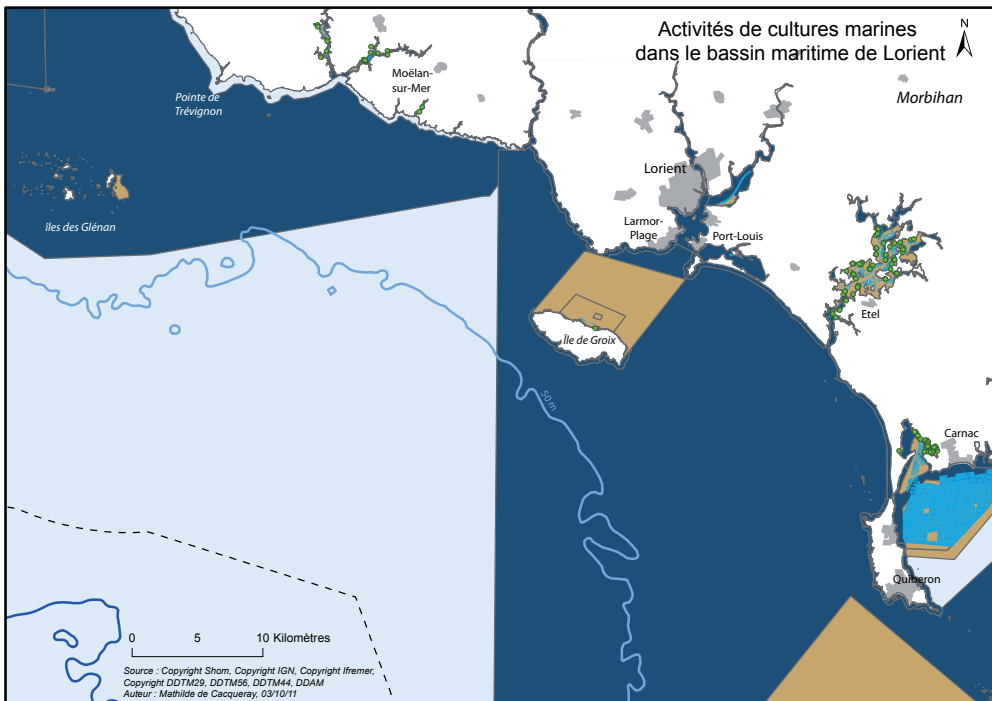 Activités de cultures marines
dans le bassin maritime de Lorient
N
Morbihan
Moëlan-
sur-Mer
Pointe de
Trévignon
Lorient
Iles des Glénan
Larmor-
Plage
Port-Louis
Etel
Île de Groix
50 m
Carnac
Quiberon
0 5 10 Kilomètres
Source : Copyright Shom, Copyright IGN, Copyright Ifremer,
Copyright DDTM29, DDTM56, DDTM44, DDAM
Auteur : Mathilde de Cacqueray, 03/10/11